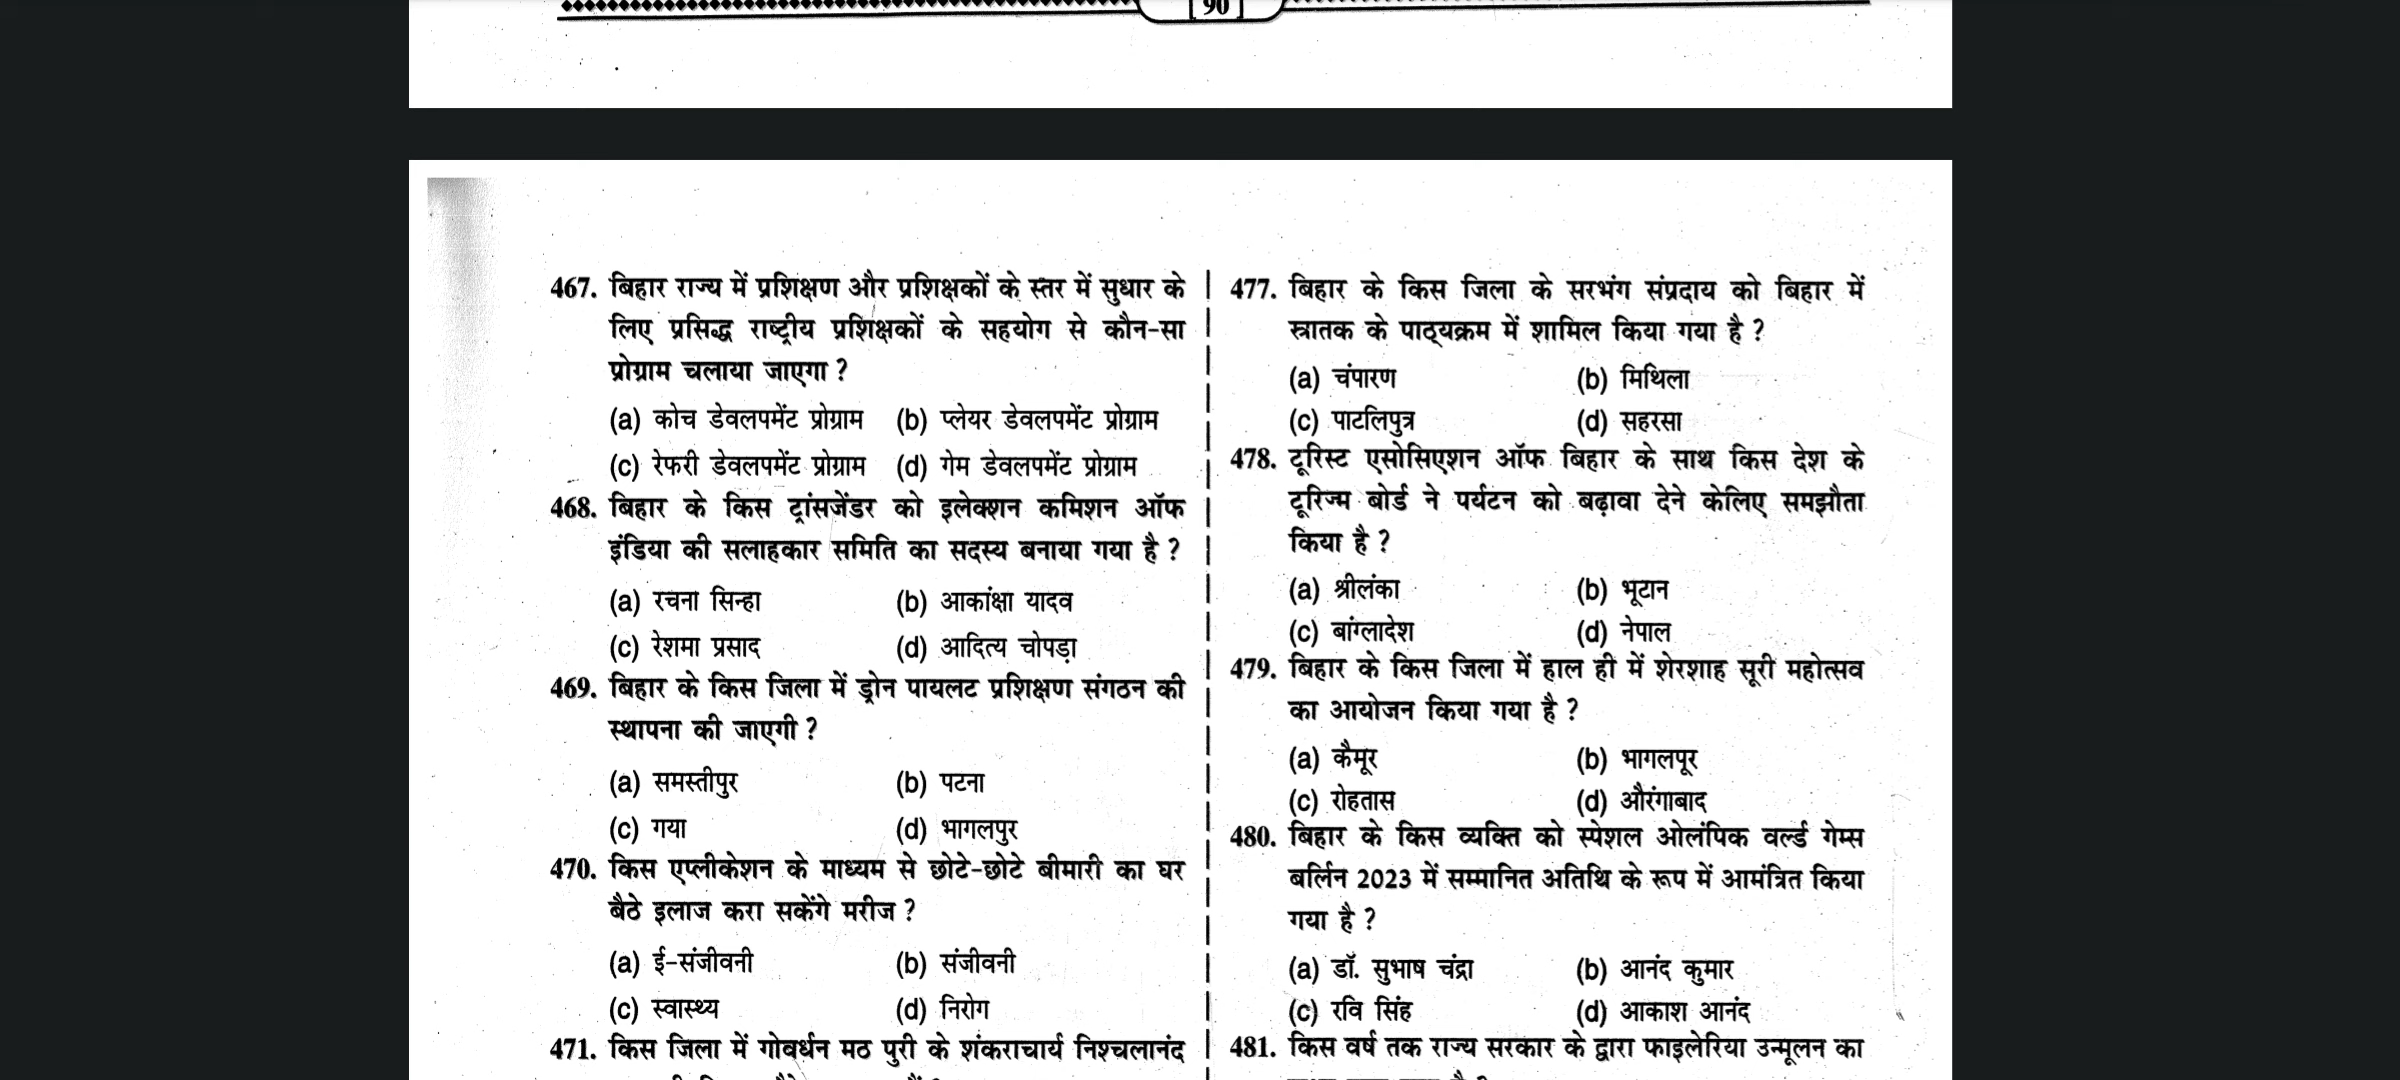 [90]
467. बिहार राज्य में प्रशिक्षण और प्रशिक्षकों के स्तर में सुधार के
लिए प्रसिद्ध राष्ट्रीय प्रशिक्षकों के सहयोग से कौन-सा
प्रोग्राम चलाया जाएगा ?
(a) कोच डेवलपमेंट प्रोग्राम (b) प्लेयर डेवलपमेंट प्रोग्राम
(c) रेफरी डेवलपमेंट प्रोग्राम (d) गेम डेवलपमेंट प्रोग्राम
468. बिहार के किस ट्रांसजेंडर को इलेक्शन कमिशन ऑफ
इंडिया की सलाहकार समिति का सदस्य बनाया गया है ?
(a) रचना सिन्हा (b) आकांक्षा यादव
(c) रेशमा प्रसाद (d) आदित्य चोपड़ा
469. बिहार के किस जिला में ड्रोन पायलट प्रशिक्षण संगठन की
स्थापना की जाएगी ?
(a) समस्तीपुर (b) पटना
(c) गया (d) भागलपुर
470. किस एप्लीकेशन के माध्यम से छोटे-छोटे बीमारी का घर
बैठे इलाज करा सकेंगे मरीज ?
(a) ई-संजीवनी (b) संजीवनी
(c) स्वास्थ्य (d) निरोग
471. किस जिला में गोवर्धन मठ पुरी के शंकराचार्य निश्चलानंद
477. बिहार के किस जिला के सरभंग संप्रदाय को बिहार में
स्नातक के पाठ्यक्रम में शामिल किया गया है ?
(a) चंपारण (b) मिथिला
(c) पाटलिपुत्र (d) सहरसा
478. टूरिस्ट एसोसिएशन ऑफ बिहार के साथ किस देश के
टूरिज्म बोर्ड ने पर्यटन को बढ़ावा देने केलिए समझौता
किया है ?
(a) श्रीलंका (b) भूटान
(c) बांग्लादेश (d) नेपाल
479. बिहार के किस जिला में हाल ही में शेरशाह सूरी महोत्सव
का आयोजन किया गया है ?
(a) कैमूर (b) भागलपूर
(c) रोहतास (d) औरंगाबाद
480. बिहार के किस व्यक्ति को स्पेशल ओलंपिक वर्ल्ड गेम्स
बर्लिन 2023 में सम्मानित अतिथि के रूप में आमंत्रित किया
गया है ?
(a) डॉ. सुभाष चंद्रा (b) आनंद कुमार
(c) रवि सिंह (d) आकाश आनंद
481. किस वर्ष तक राज्य सरकार के द्वारा फाइलेरिया उन्मूलन का